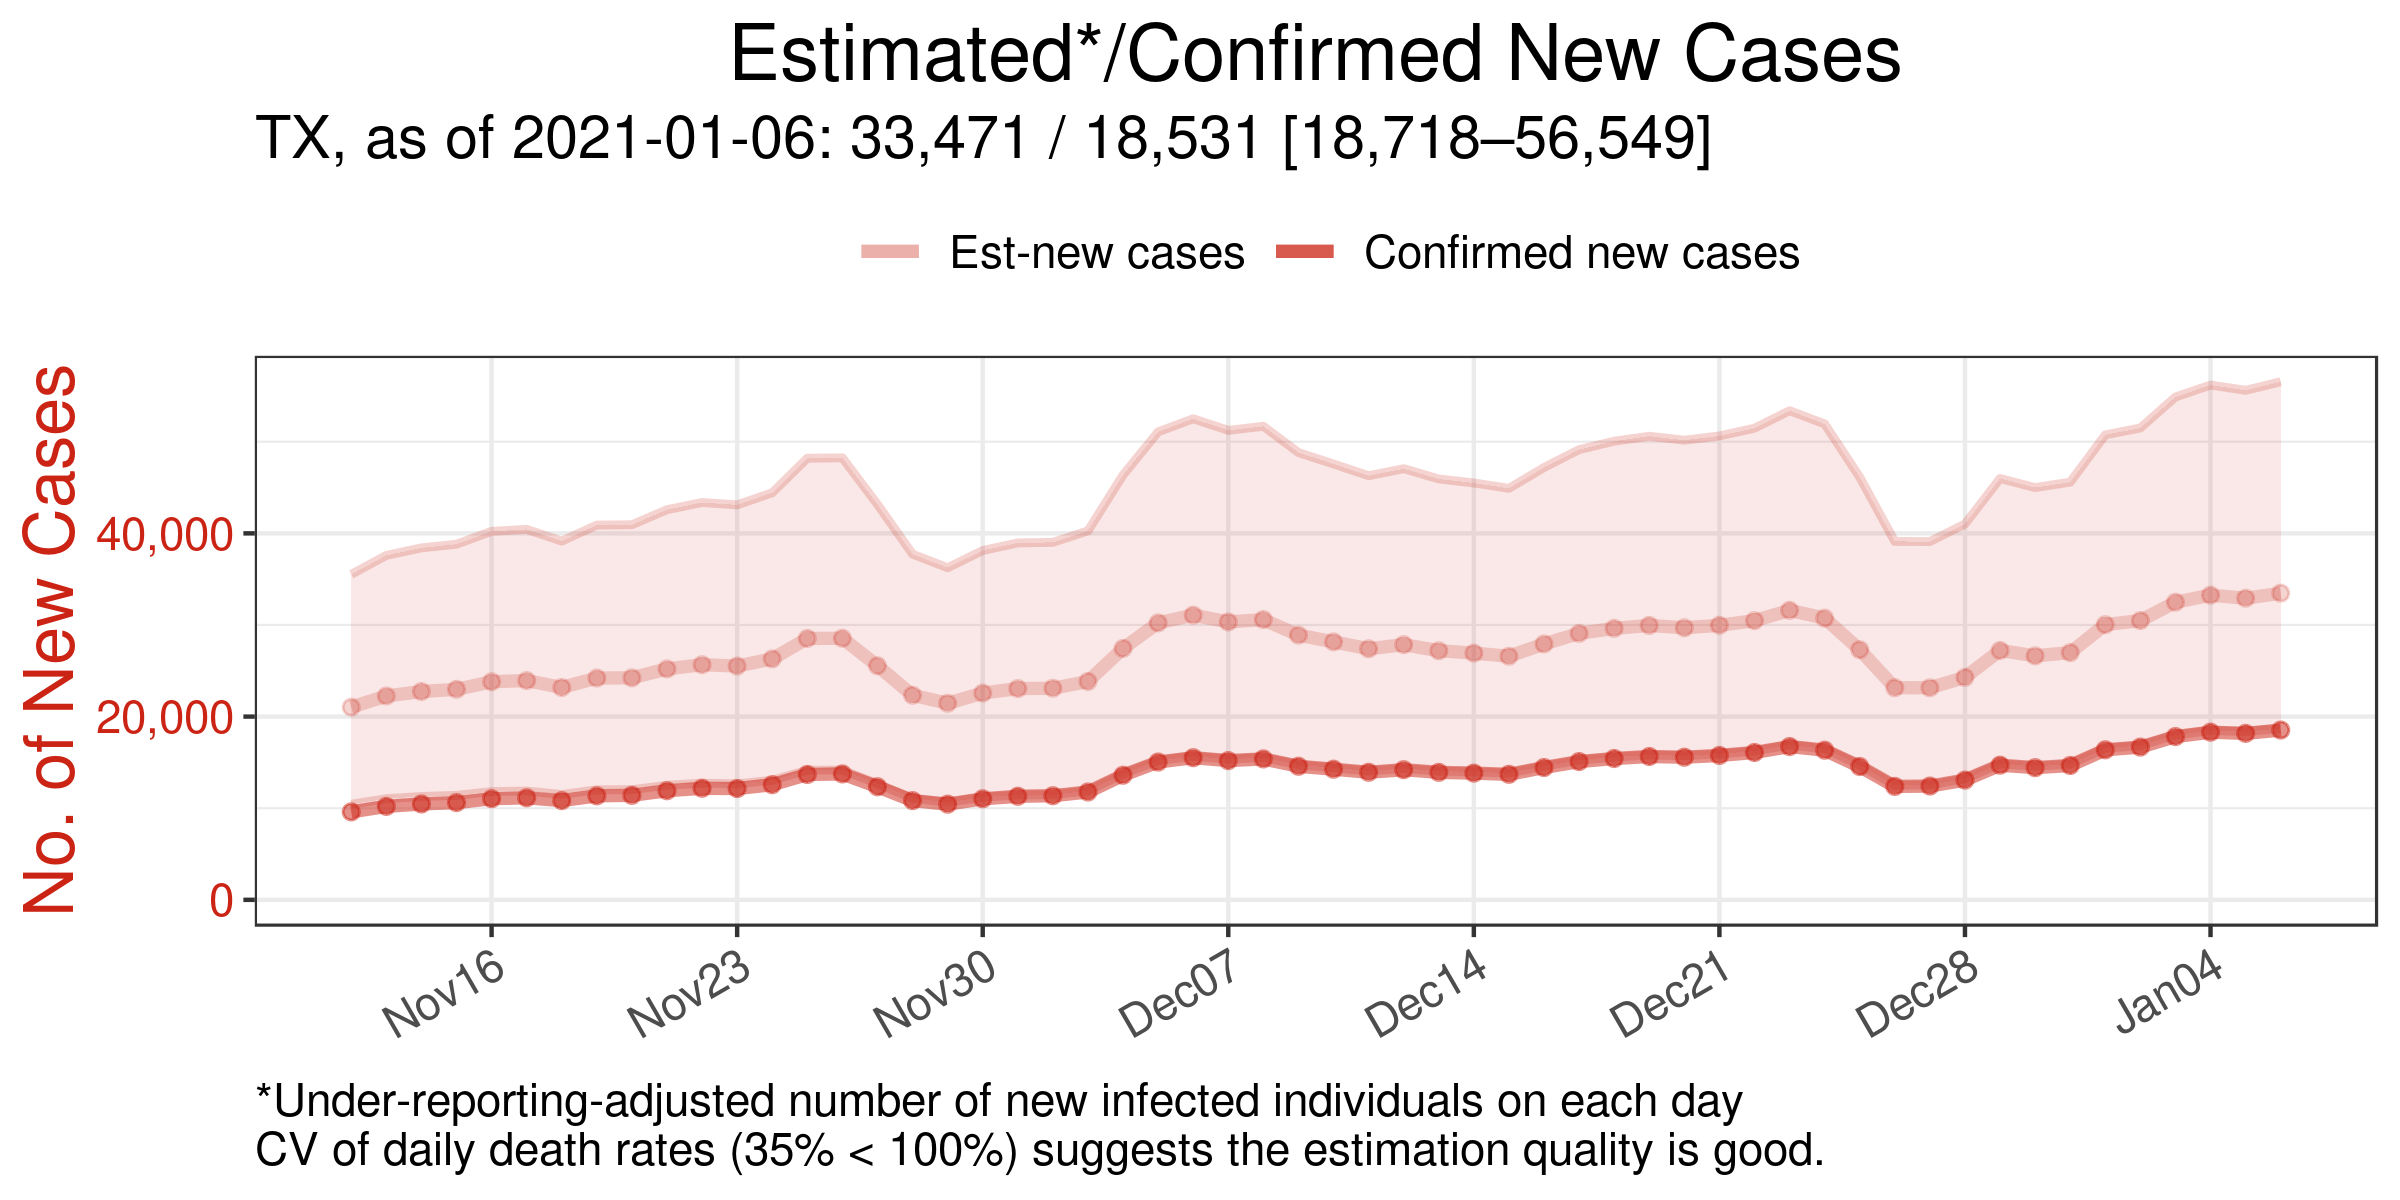 Estimated*/Confirmed New Cases
TX, as of 2021-01-06: 33,471 / 18,531 [18,718–56,549]
Est-new cases
Confirmed new cases
No. of New Cases
40,000
20,000
0
Nov16
Nov23
Nov30
Dec07
Dec14
Dec21
Dec28
Jan04
*Under-reporting-adjusted number of new infected individuals on each day
CV of daily death rates (35% < 100%) suggests the estimation quality is good.